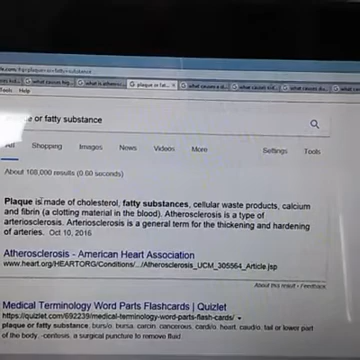 plaque or fatt
or fatty substance
All Shopping Images News Videos More Settings Tools
About 166,000 results (0.60 seconds)
Plaque is made of cholesterol, fatty substances, cellular waste products, calcium
and fibrin (a clotting material in the blood). Atherosclerosis is a type of
arteriosclerosis. Arteriosclerosis is a general term for the thickening and hardening
of arteries. Oct 10, 2016
Atherosclerosis - American Heart Association
www.heart.org/HEARTORG/Conditions/.../Atherosclerosis_UCM_305564_Article.jsp
About this result • Feedback
Medical Terminology Word Parts Flashcards | Quizlet
https://quizlet.com/692239/medical-terminology-word-parts-flash-cards/
plaque or fatty substance. burs/o. bursa. carcin. cancerous. cardi/o. heart. caud/o. tail or lower part
of the body. -centesis. a surgical puncture to remove fluid.